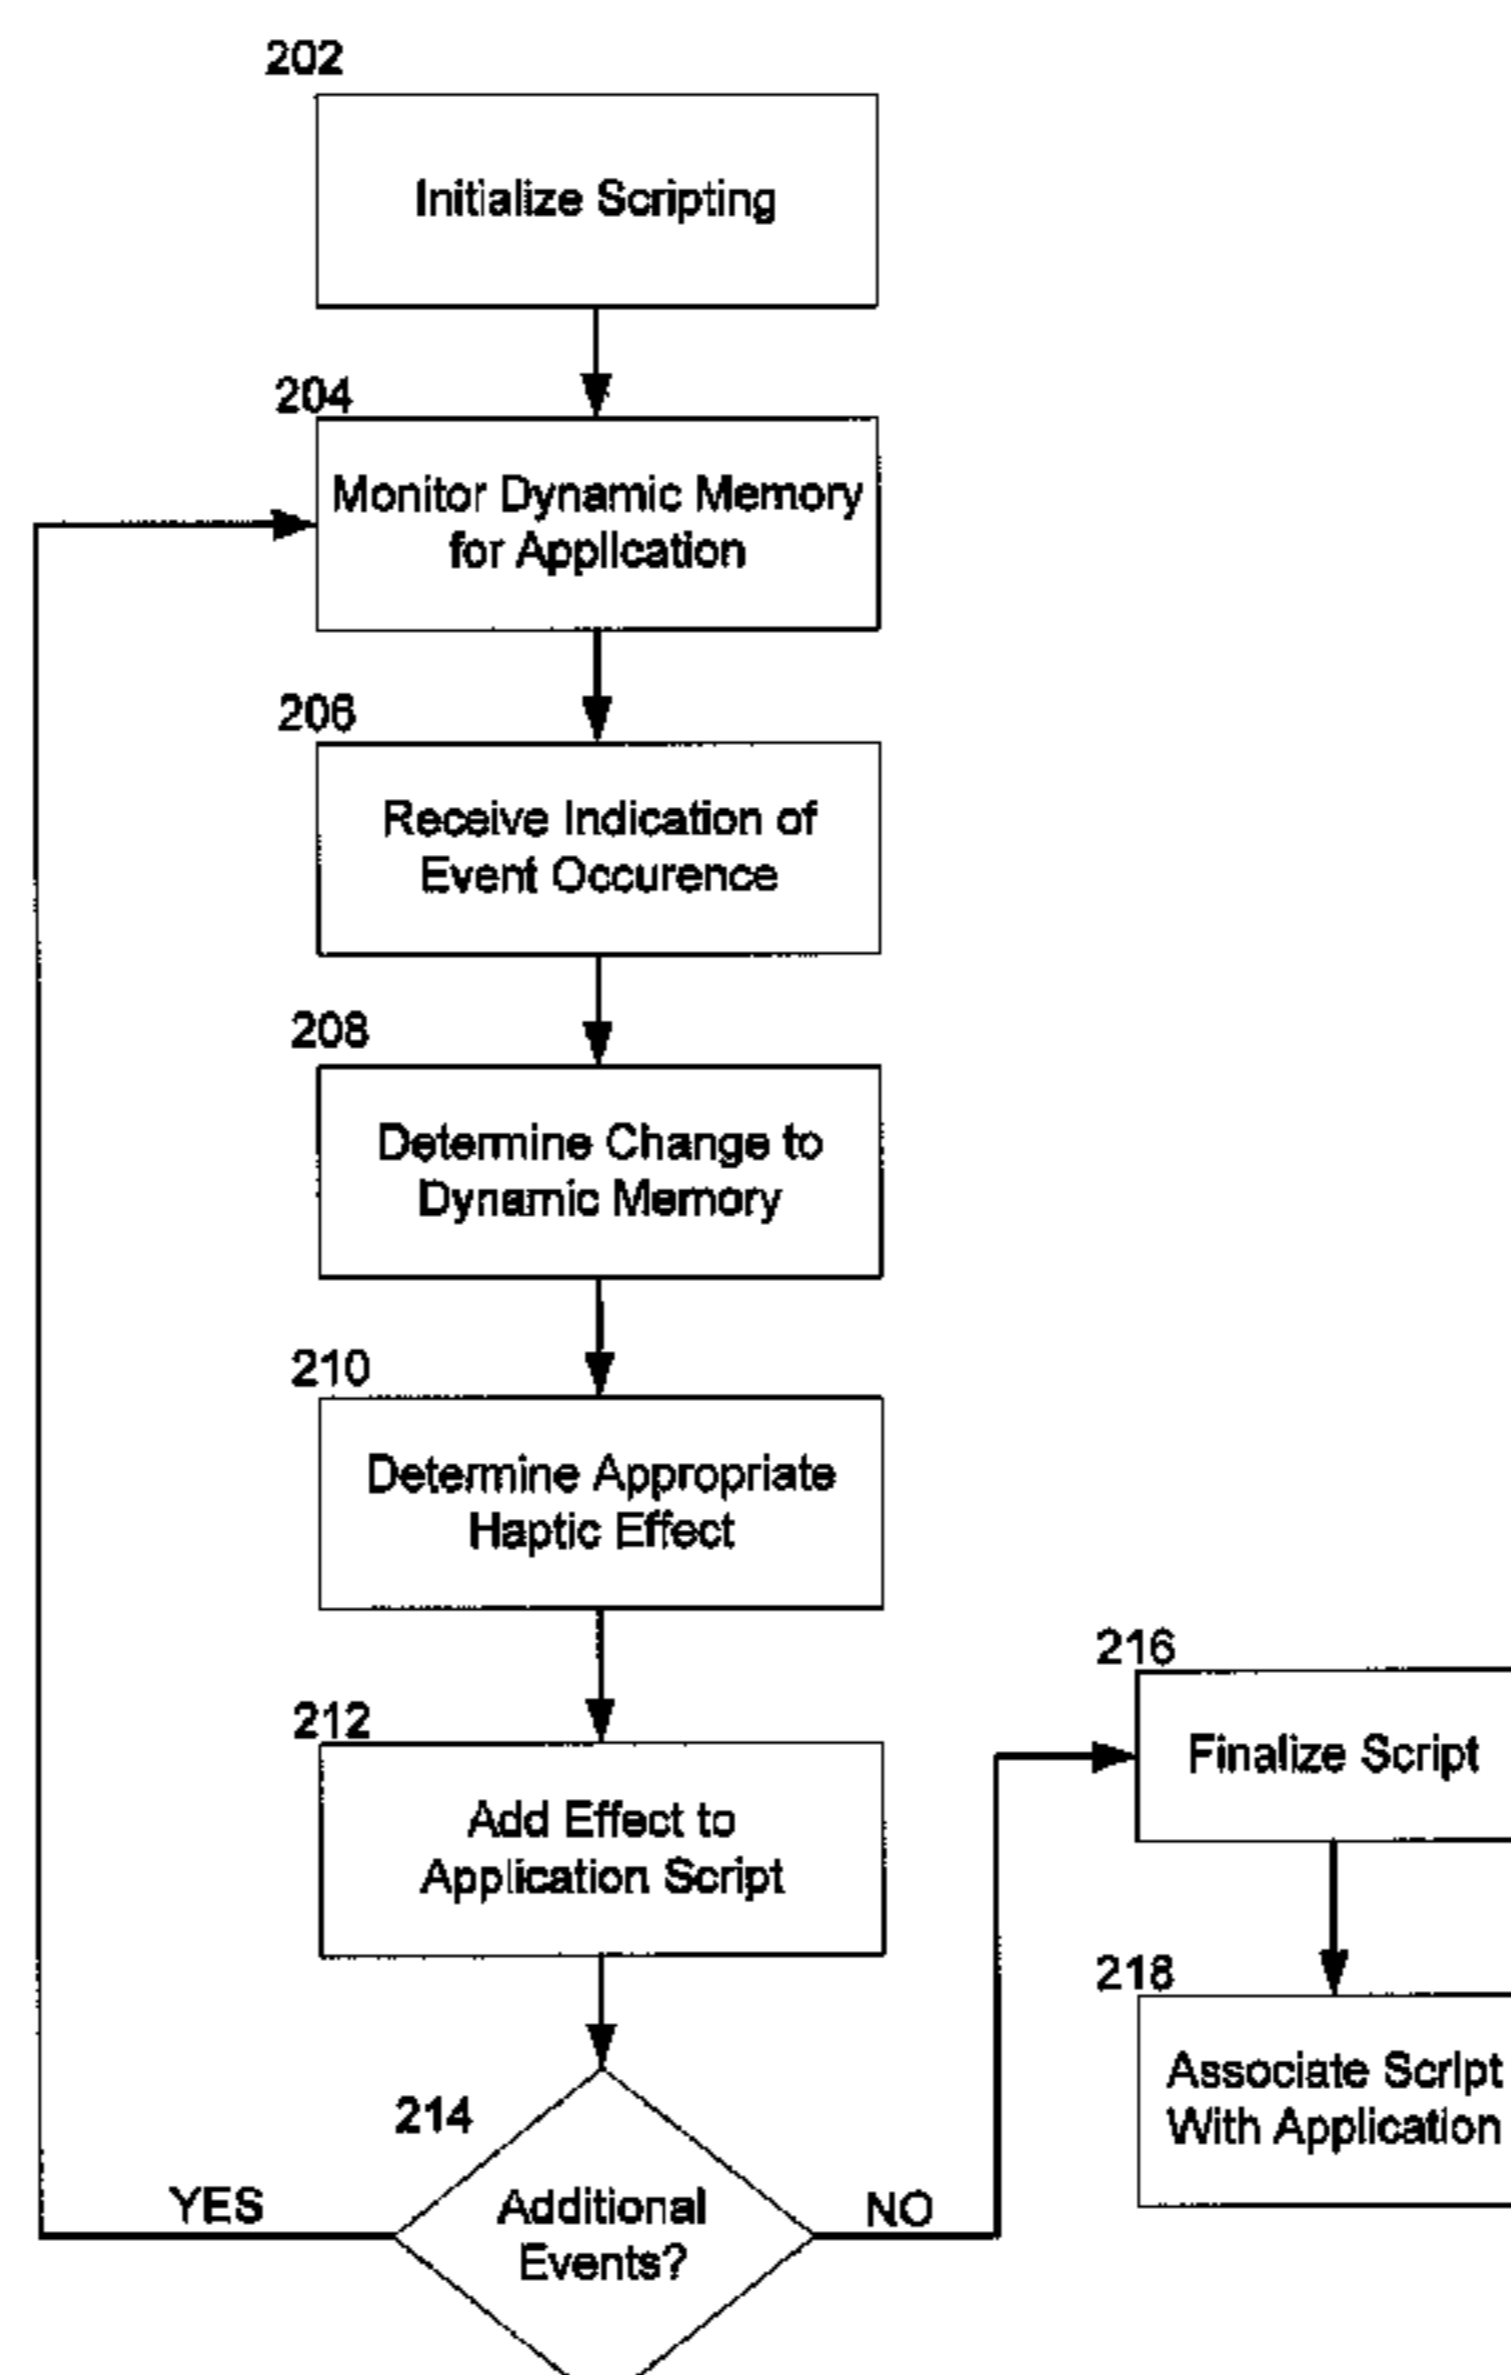 202
Initialize Scripting
204
Monitor Dynamic Memory
for Application
206
Receive Indication of
Event Occurence
208
Determine Change to
Dynamic Memory
210
Determine Appropriate
Haptic Effect
212
Add Effect to
Application Script
214
Additional
Events?
YES
NO
216
Finalize Script
218
Associate Script
With Application